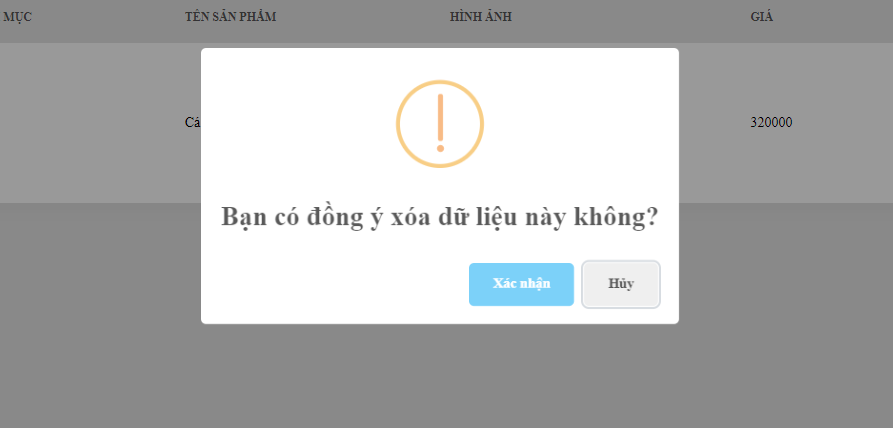 MỤC TÊN SẢN PHẨM HÌNH ẢNH GIÁ
Cá 320000
Bạn có đồng ý xóa dữ liệu này không?
Xác nhận Hủy